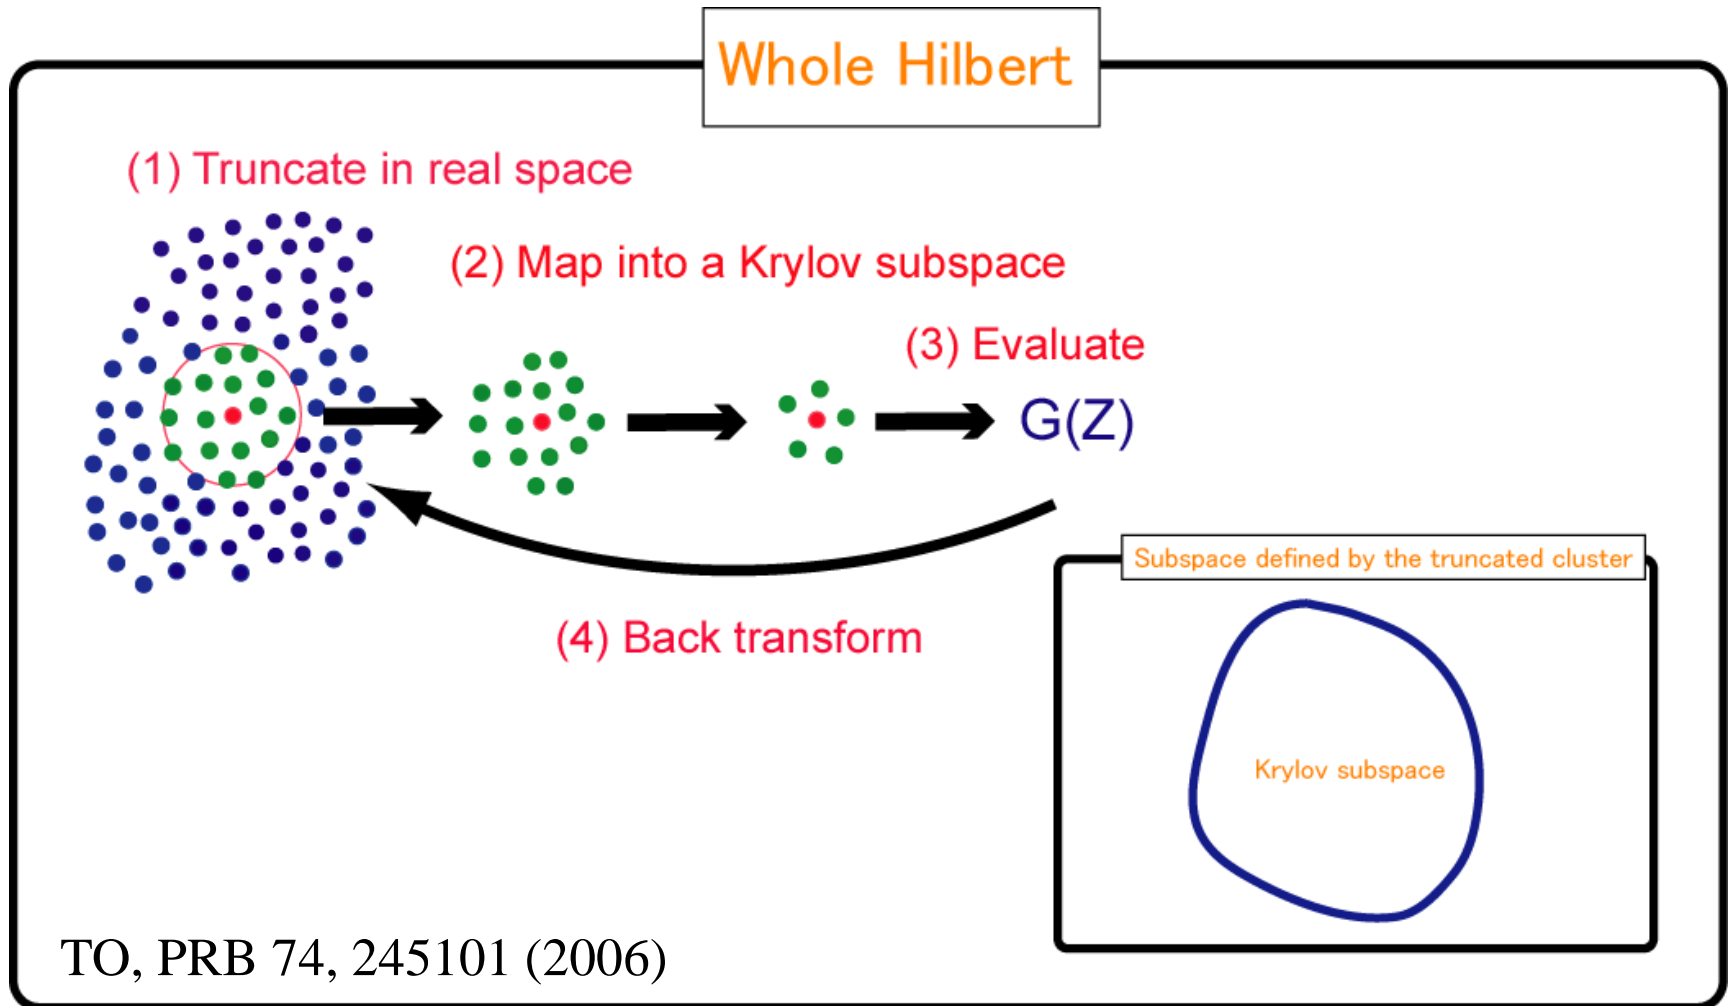 Whole Hilbert
(1) Truncate in real space
(2) Map into a Krylov subspace
(3) Evaluate
G(Z)
(4) Back transform
Subspace defined by the truncated cluster
Krylov subspace
TO, PRB 74, 245101 (2006)